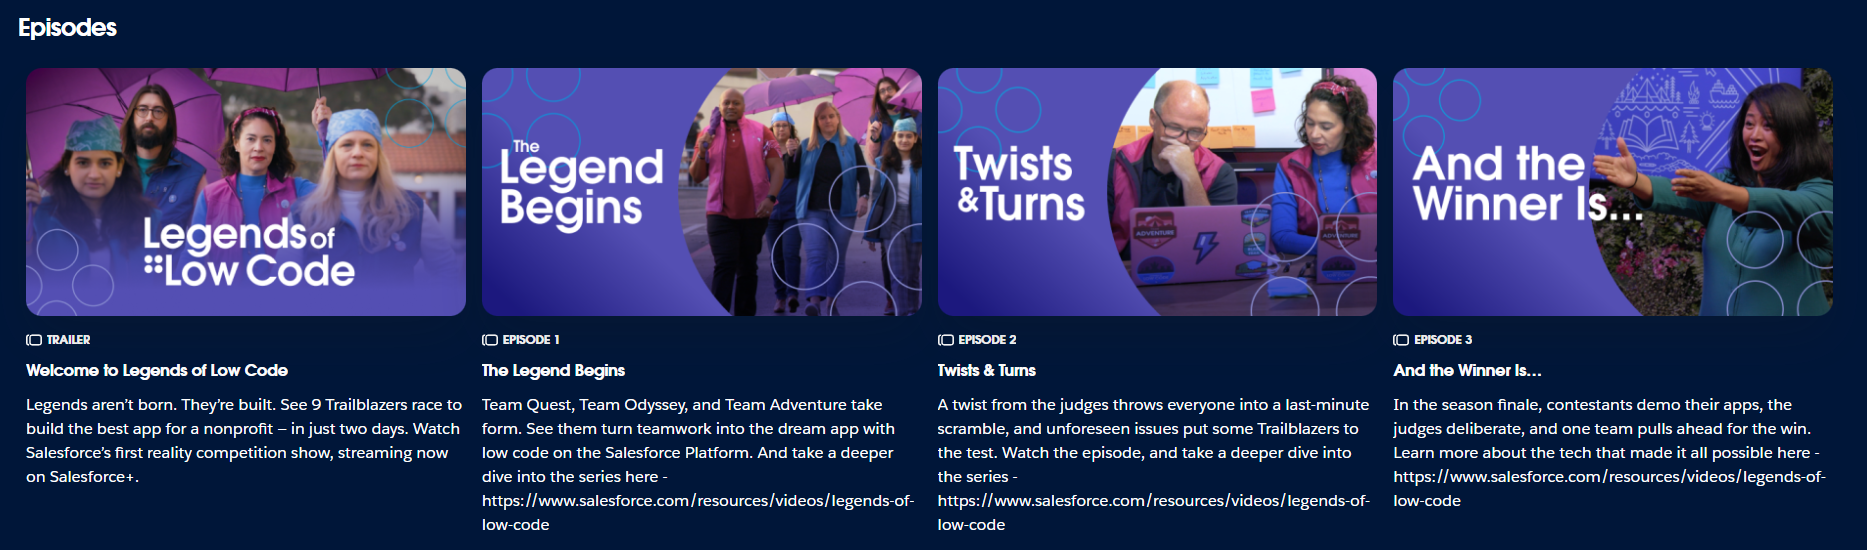 Episodes
Legends of
Low Code
TRAILER
Welcome to Legends of Low Code
Legends aren’t born. They’re built. See 9 Trailblazers race to
build the best app for a nonprofit – in just two days. Watch
Salesforce’s first reality competition show, streaming now
on Salesforce+.
The
Legend
Begins
EPISODE 1
The Legend Begins
Team Quest, Team Odyssey, and Team Adventure take
form. See them turn teamwork into the dream app with
low code on the Salesforce Platform. And take a deeper
dive into the series here -
https://www.salesforce.com/resources/videos/legends-of-
low-code
Twists
&Turns
ADVENTURE
ADVENTURE
EPISODE 2
Twists & Turns
A twist from the judges throws everyone into a last-minute
scramble, and unforeseen issues put some Trailblazers to
the test. Watch the episode, and take a deeper dive into
the series -
https://www.salesforce.com/resources/videos/legends-of-
low-code
And the
Winner Is...
EPISODE 3
And the Winner Is...
In the season finale, contestants demo their apps, the
judges deliberate, and one team pulls ahead for the win.
Learn more about the tech that made it all possible here -
https://www.salesforce.com/resources/videos/legends-of-
low-code